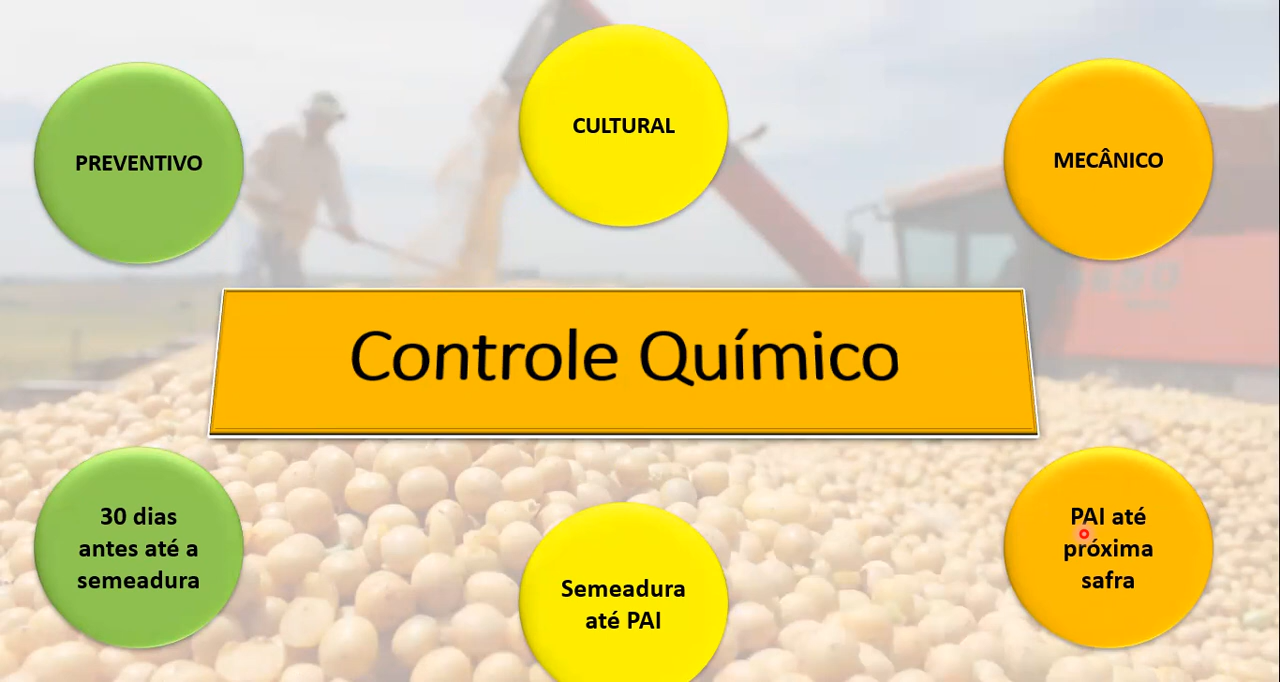 PREVENTIVO
CULTURAL
MECÂNICO
Controle Químico
30 dias
antes até a
semeadura
Semeadura
até PAI
PAI até
próxima
safra